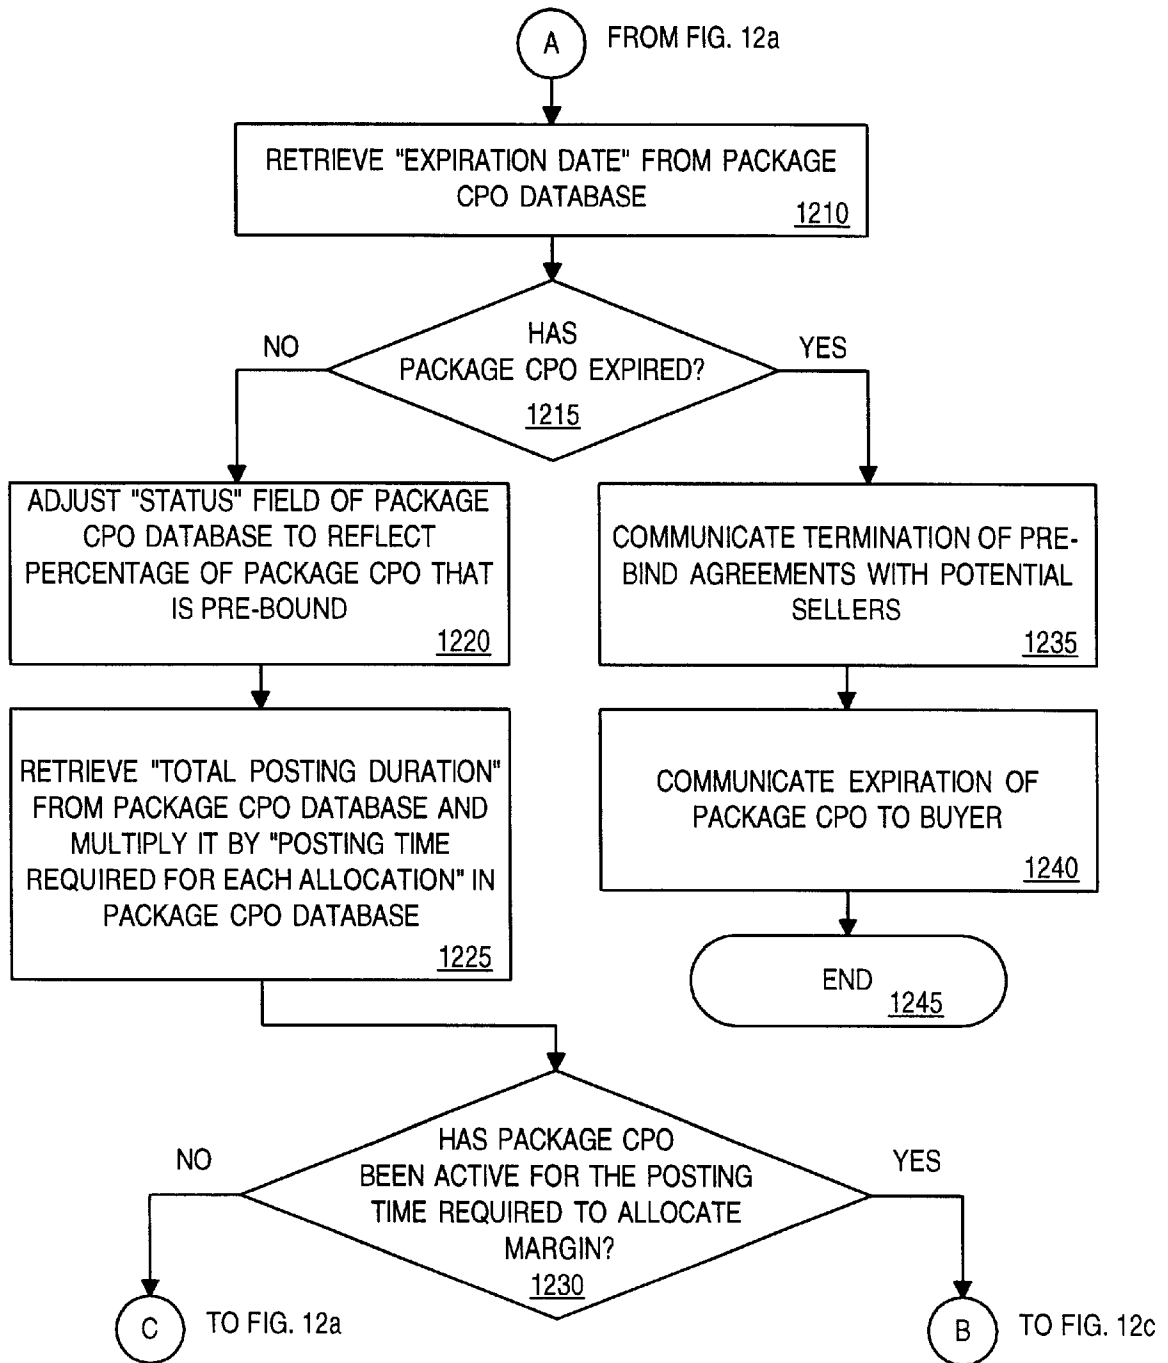 A
FROM FIG. 12a
RETRIEVE "EXPIRATION DATE" FROM PACKAGE
CPO DATABASE
1210
HAS
PACKAGE CPO EXPIRED?
1215
NO
YES
ADJUST "STATUS" FIELD OF PACKAGE
CPO DATABASE TO REFLECT
PERCENTAGE OF PACKAGE CPO THAT
IS PRE-BOUND
1220
COMMUNICATE TERMINATION OF PRE-
BIND AGREEMENTS WITH POTENTIAL
SELLERS
1235
RETRIEVE "TOTAL POSTING DURATION"
FROM PACKAGE CPO DATABASE AND
MULTIPLY IT BY "POSTING TIME
REQUIRED FOR EACH ALLOCATION" IN
PACKAGE CPO DATABASE
1225
COMMUNICATE EXPIRATION OF
PACKAGE CPO TO BUYER
1240
END
1245
HAS PACKAGE CPO
BEEN ACTIVE FOR THE POSTING
TIME REQUIRED TO ALLOCATE
MARGIN?
1230
NO
YES
C
TO FIG. 12a
B
TO FIG. 12c